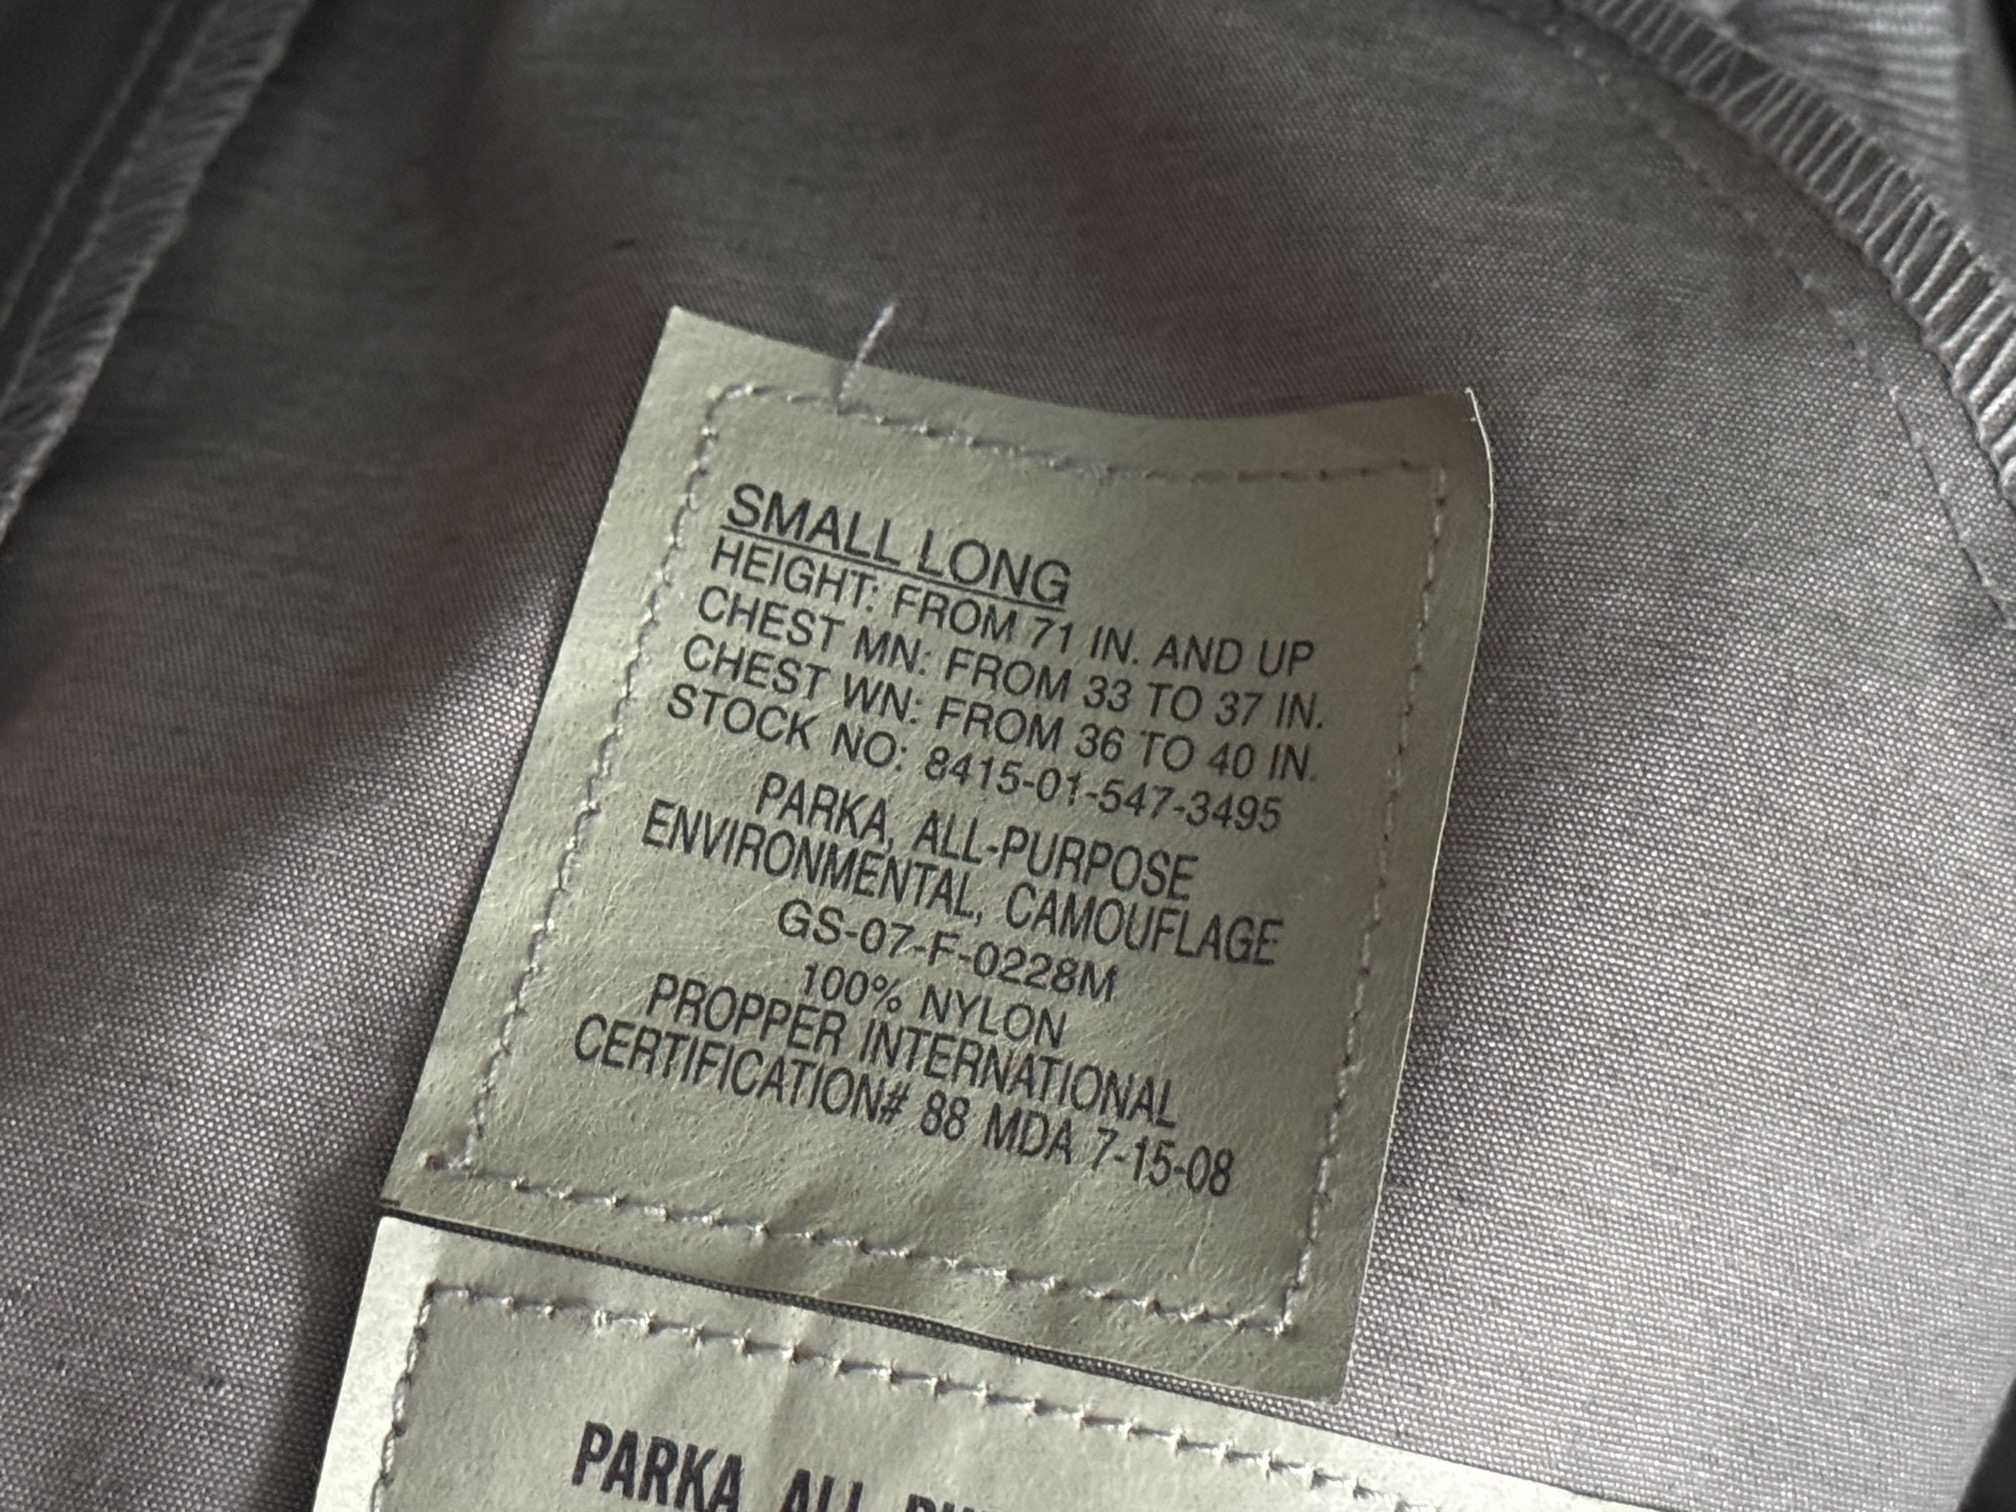 SMALL LONG
HEIGHT: FROM 71 IN. AND UP
CHEST MN: FROM 33 TO 37 IN.
CHEST WN: FROM 36 TO 40 IN.
STOCK NO: 8415-01-547-3495
PARKA, ALL-PURPOSE
ENVIRONMENTAL, CAMOUFLAGE
GS-07-F-0228M
100% NYLON
PROPPER INTERNATIONAL
CERTIFICATION# 88 MDA 7-15-08
PARKA ALL